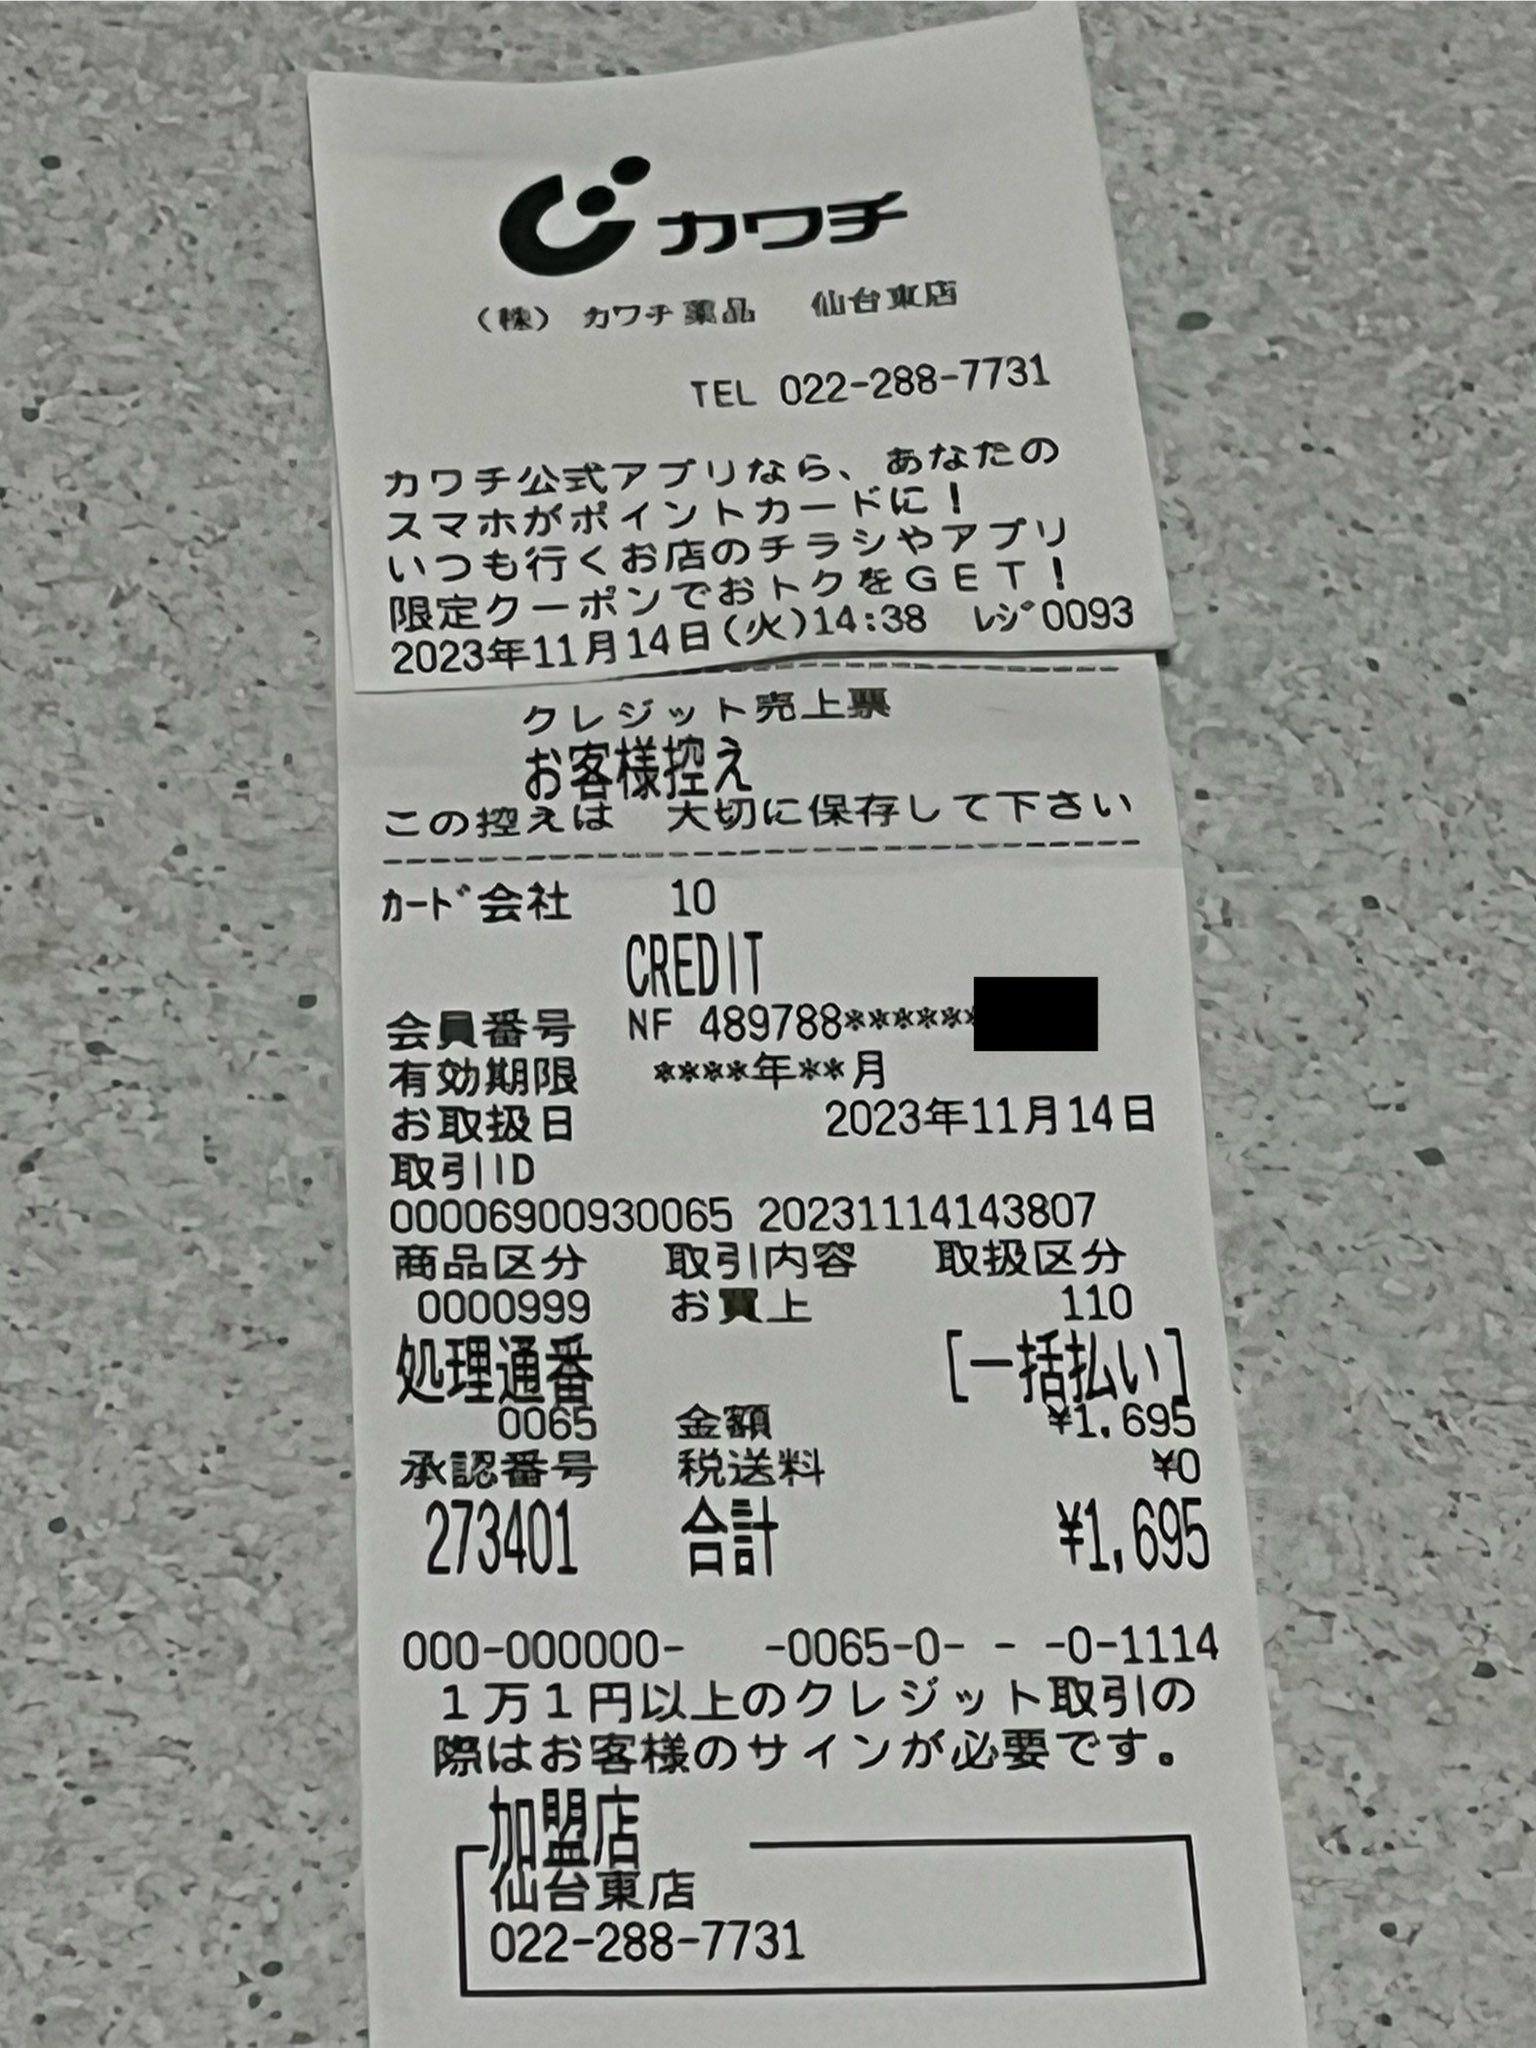 カワチ
(株) カワチ薬品 仙台東店
TEL 022-288-7731
カワチ公式アプリなら、あなたの
スマホがポイントカードに!
いつも行くお店のチラシやアプリ
限定クーポンでおトクをGET!
2023年11月14日(火)14:38 ﾚｼﾞ0093
クレジット売上票
お客様控え
この控えは 大切に保存して下さい
ｶｰﾄﾞ会社 10
CREDIT
会員番号 NF 489788******
有効期限 ****年**月
お取扱日 2023年11月14日
取引ID
00006900930065 20231114143807
商品区分 取引内容 取扱区分
0000999 お買上 110
処理通番 [一括払い]
0065 金額 ¥1,695
承認番号 税送料 ¥0
273401 合計 ¥1,695
000-000000- -0065-0- - -0-1114
1万1円以上のクレジット取引の
際はお客様のサインが必要です。
加盟店
仙台東店
022-288-7731